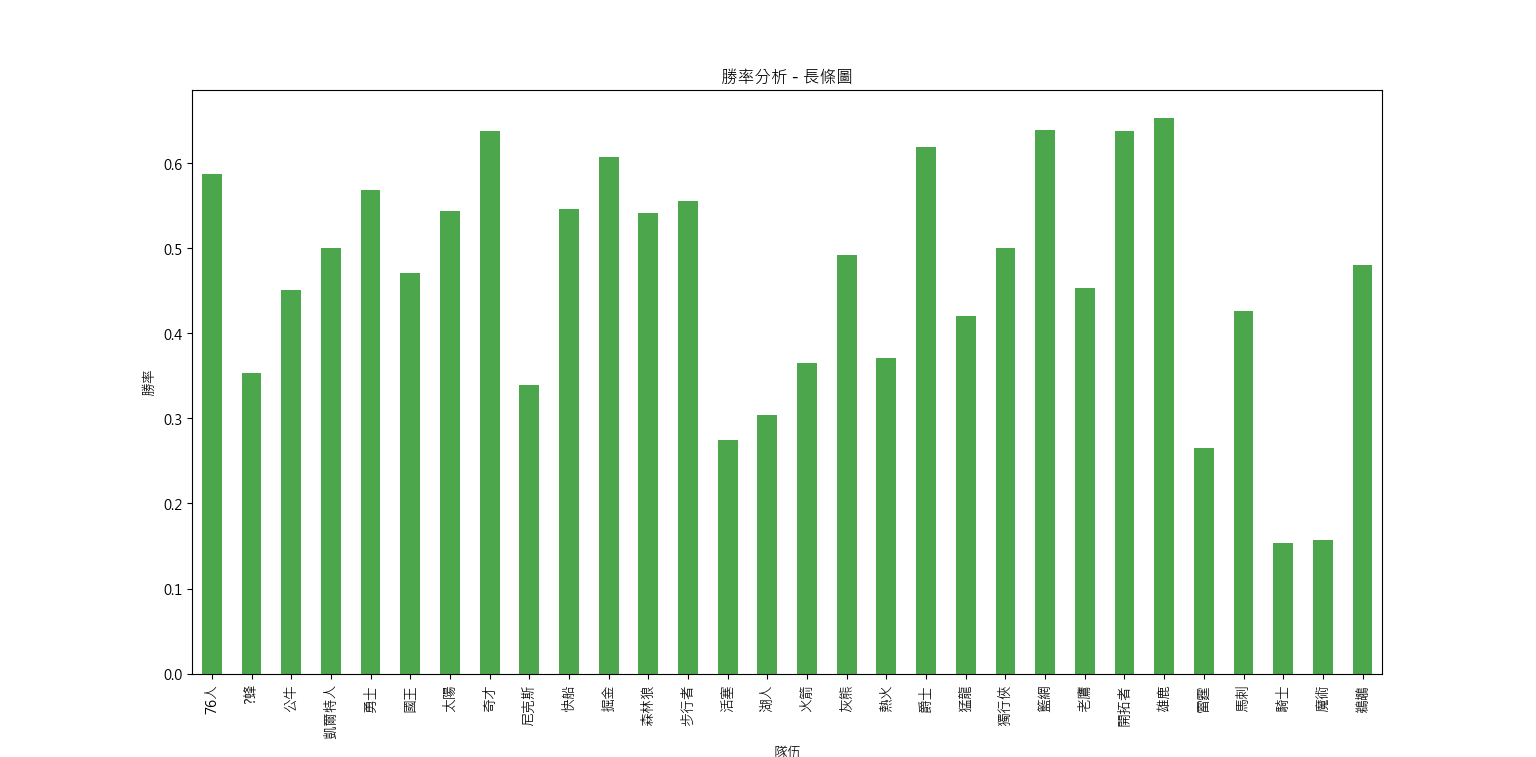 勝率分析 - 長條圖
勝率
0.6
0.5
0.4
0.3
0.2
0.1
0.0
76人
?蜂
公牛
凱爾特人
勇士
國王
太陽
奇才
尼克斯
快船
掘金
森林狼
步行者
活塞
湖人
火箭
灰熊
熱火
爵士
猛龍
獨行俠
籃網
老鷹
開拓者
雄鹿
雷霆
馬刺
騎士
魔術
鵜鶘
隊伍